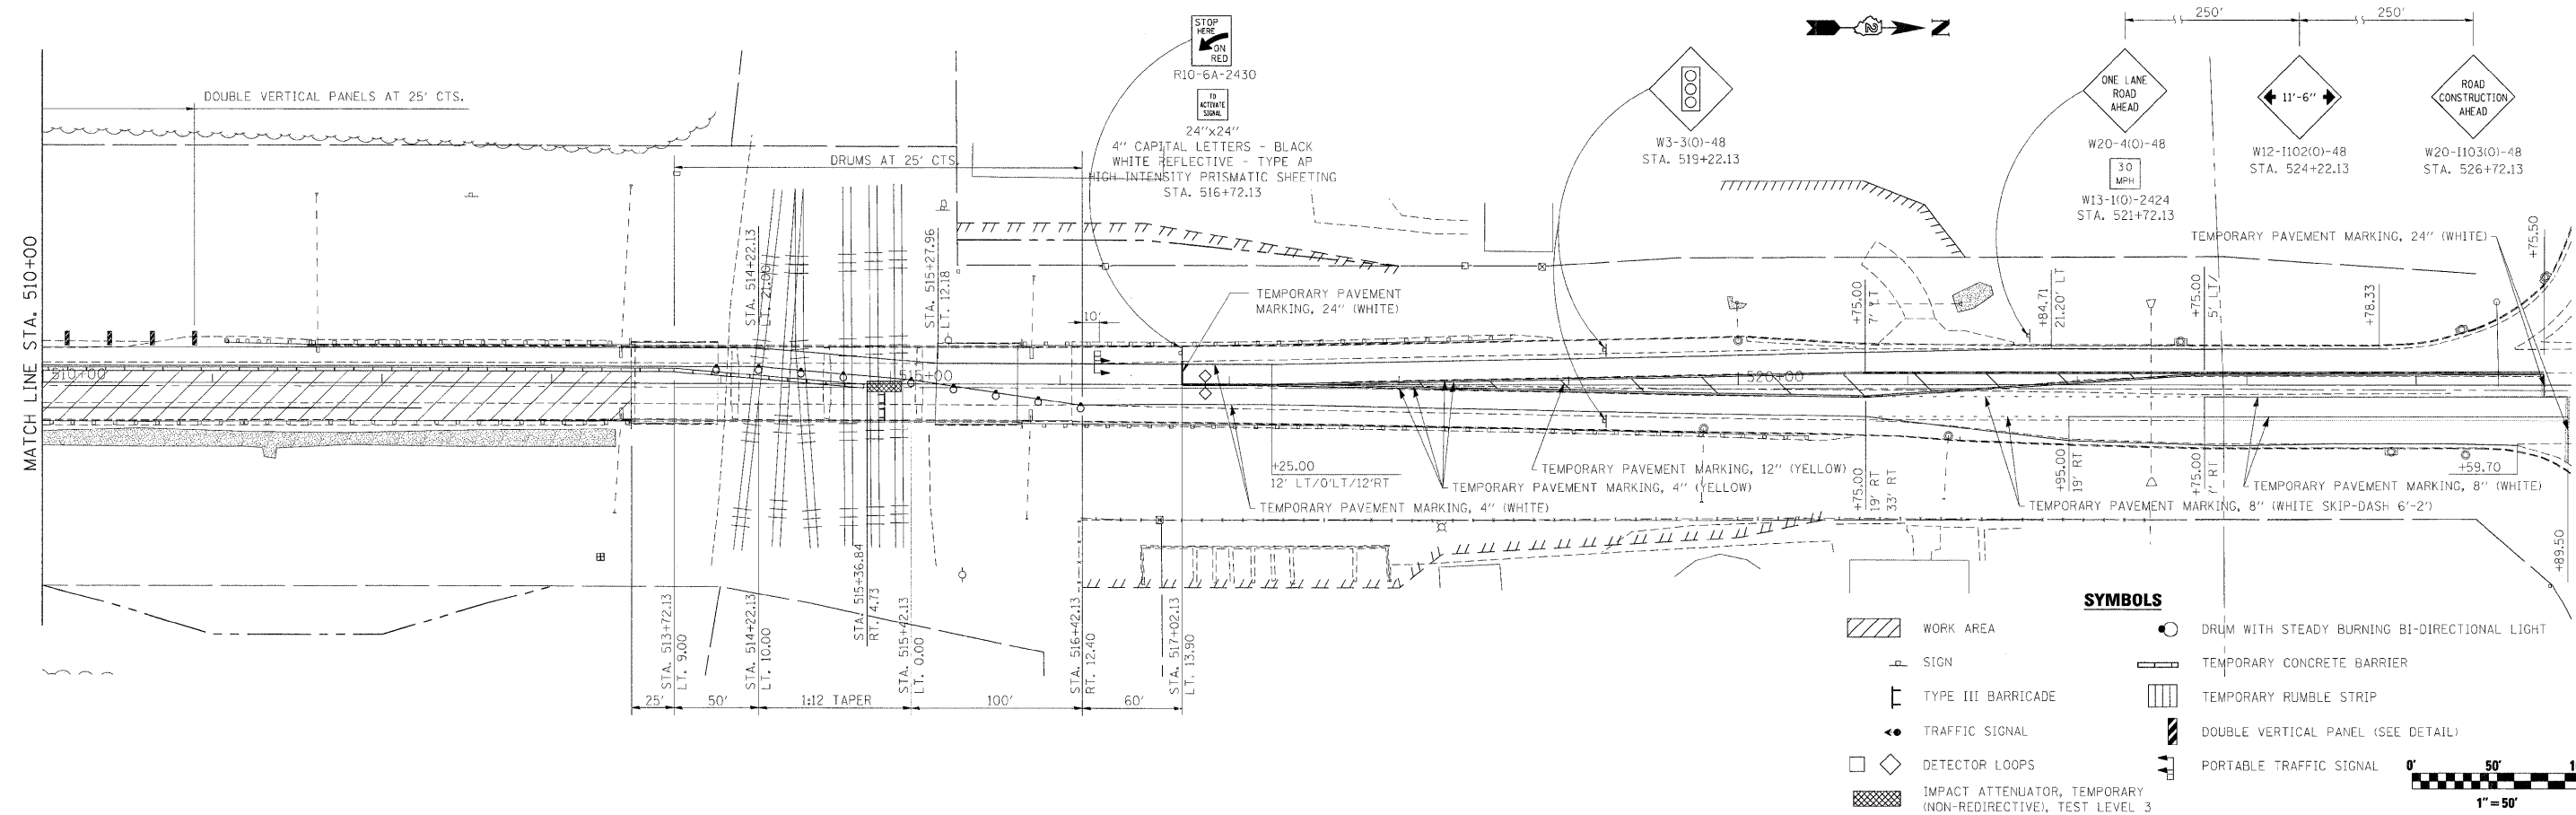 STOP
HERE
ON
RED
R10-6A-2430
TO
ACTIVATE
SIGNAL
24"x24"
4" CAPITAL LETTERS - BLACK
WHITE REFLECTIVE - TYPE AP
HIGH INTENSITY PRISMATIC SHEETING
STA. 516+72.13
DOUBLE VERTICAL PANELS AT 25' CTS.
DRUMS AT 25' CTS.
N
W3-3(O)-48
STA. 519+22.13
250'
250'
ONE LANE
ROAD
AHEAD
W20-4(O)-48
30
MPH
W13-1(O)-2424
STA. 521+72.13
11'-6"
W12-I102(O)-48
STA. 524+22.13
ROAD
CONSTRUCTION
AHEAD
W20-I103(O)-48
STA. 526+72.13
MATCH LINE STA. 510+00
510+00
STA. 514+22.13
LT. 21.00
STA. 515+27.96
LT. 12.18
515+00
10'
TEMPORARY PAVEMENT
MARKING, 24" (WHITE)
520+00
+75.00
7' LT
+84.71
21.20' LT
+75.00
5' LT
+78.33
TEMPORARY PAVEMENT MARKING, 24" (WHITE)
+75.50
+25.00
12' LT/0'LT/12'RT
TEMPORARY PAVEMENT MARKING, 12" (YELLOW)
TEMPORARY PAVEMENT MARKING, 4" (YELLOW)
TEMPORARY PAVEMENT MARKING, 4" (WHITE)
+75.00
19' RT
33' RT
+95.00
19' RT
+75.00
7' RT
+59.70
TEMPORARY PAVEMENT MARKING, 8" (WHITE)
TEMPORARY PAVEMENT MARKING, 8" (WHITE SKIP-DASH 6'-2')
+89.50
STA. 513+72.13
LT. 9.00
STA. 514+22.13
LT. 10.00
STA. 515+36.84
RT. 4.73
STA. 515+42.13
LT. 0.00
STA. 516+42.13
RT. 12.40
STA. 517+02.13
LT. 13.90
25'
50'
1:12 TAPER
100'
60'
SYMBOLS
WORK AREA
SIGN
TYPE III BARRICADE
TRAFFIC SIGNAL
DETECTOR LOOPS
IMPACT ATTENUATOR, TEMPORARY
(NON-REDIRECTIVE), TEST LEVEL 3
DRUM WITH STEADY BURNING BI-DIRECTIONAL LIGHT
TEMPORARY CONCRETE BARRIER
TEMPORARY RUMBLE STRIP
DOUBLE VERTICAL PANEL (SEE DETAIL)
PORTABLE TRAFFIC SIGNAL
0'
50'
1"=50'